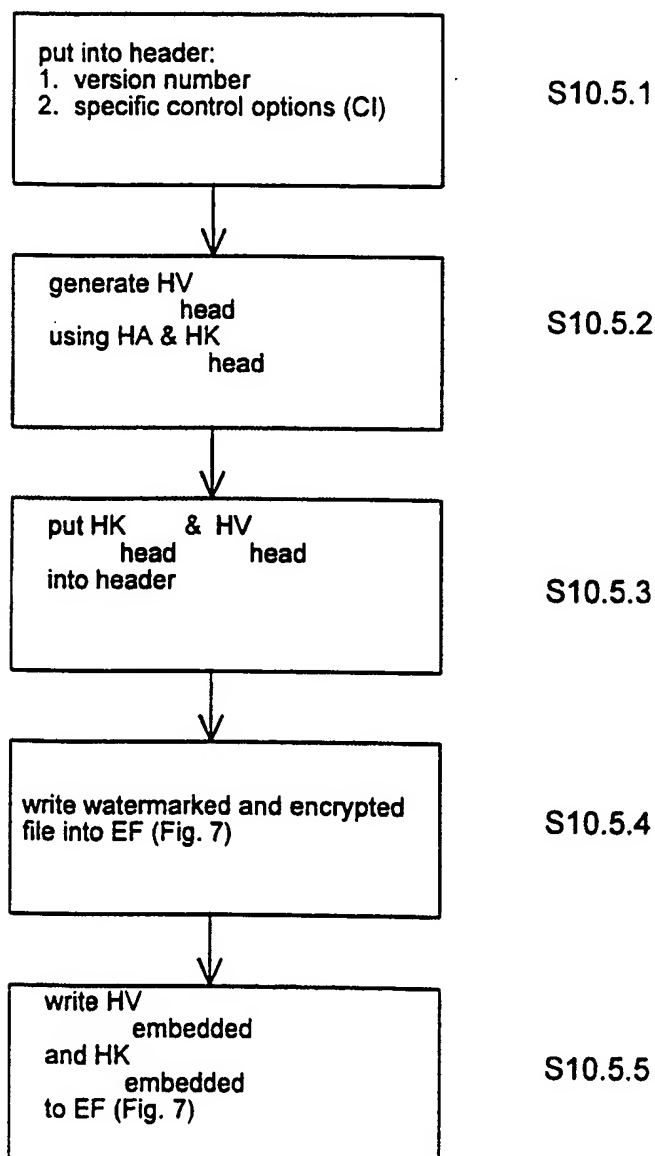 put into header:
1. version number
2. specific control options (CI)
S10.5.1
generate HV
head
using HA & HK
head
S10.5.2
put HK & HV
head head
into header
S10.5.3
write watermarked and encrypted
file into EF (Fig. 7)
S10.5.4
write HV
embedded
and HK
embedded
to EF (Fig. 7)
S10.5.5